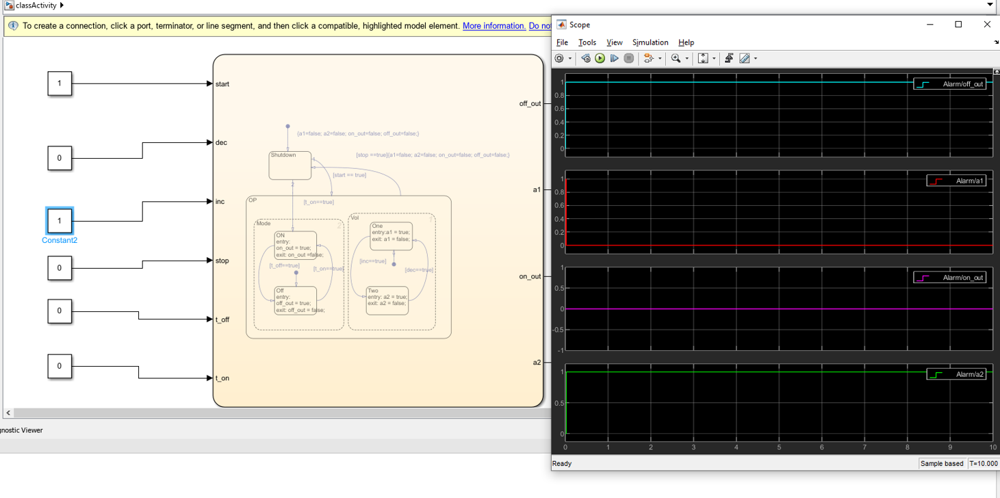 classActivity
To create a connection, click a port, terminator, or line segment, and then click a compatible, highlighted model element. More information. Do no
1
0
1
Constant2
0
0
0
start
dec
inc
stop
t_off
t_on
off_out
a1
on_out
a2
{a1=false; a2=false; on_out=false; off_out=false;}
Shutdown
[stop ==true]{a1=false; a2=false; on_out=false; off_out=false;}
1
[start == true]
2
OP
[t_on==true]
Mode
2
ON
entry:
on_out = true;
exit: on_out =false;
[t_off==true]
[t_on==true]
Off
entry:
off_out = true;
exit: off_out = false;
Vol
1
One
entry:a1 = true;
exit: a1 = false;
[inc==true]
[dec==true]
Two
entry: a2 = true;
exit: a2 = false;
gnostic Viewer
Scope
File Tools View Simulation Help
Alarm/off_out
1
0.8
0.6
0.4
0.2
0
Alarm/a1
1
0.8
0.6
0.4
0.2
0
Alarm/on_out
1
0.5
0
-0.5
-1
Alarm/a2
1
0.5
0
0 1 2 3 4 5 6 7 8 9 10
Ready
Sample based T=10.000